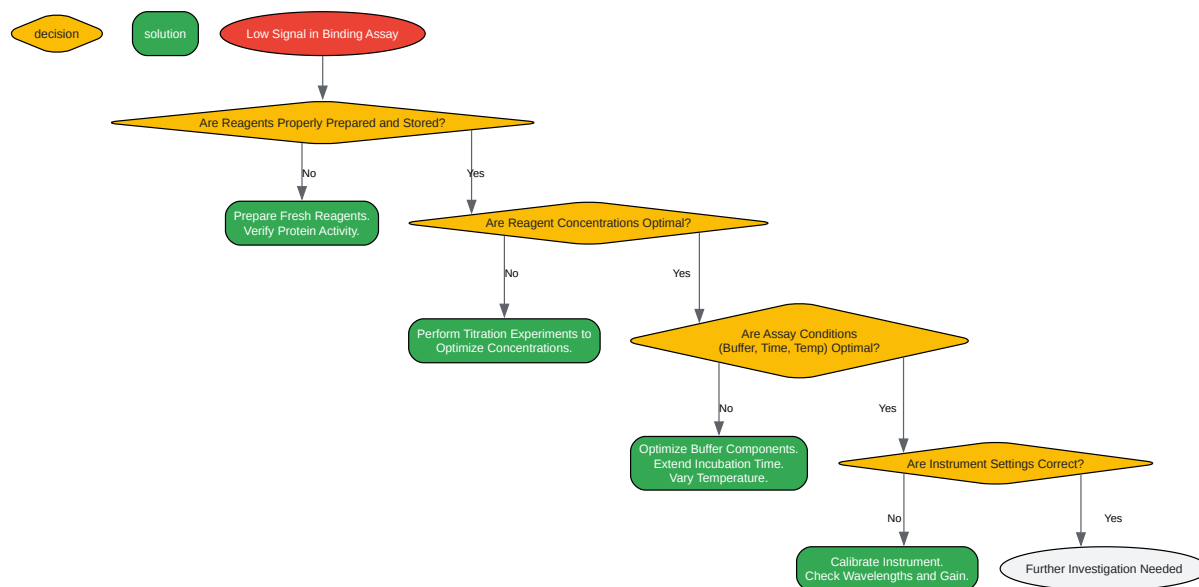 decision
solution
Low Signal in Binding Assay
Are Reagents Properly Prepared and Stored?
No
Yes
Prepare Fresh Reagents.
Verify Protein Activity.
Are Reagent Concentrations Optimal?
No
Yes
Perform Titration Experiments to
Optimize Concentrations.
Are Assay Conditions
(Buffer, Time, Temp) Optimal?
No
Yes
Optimize Buffer Components.
Extend Incubation Time.
Vary Temperature.
Are Instrument Settings Correct?
No
Yes
Calibrate Instrument.
Check Wavelengths and Gain.
Further Investigation Needed